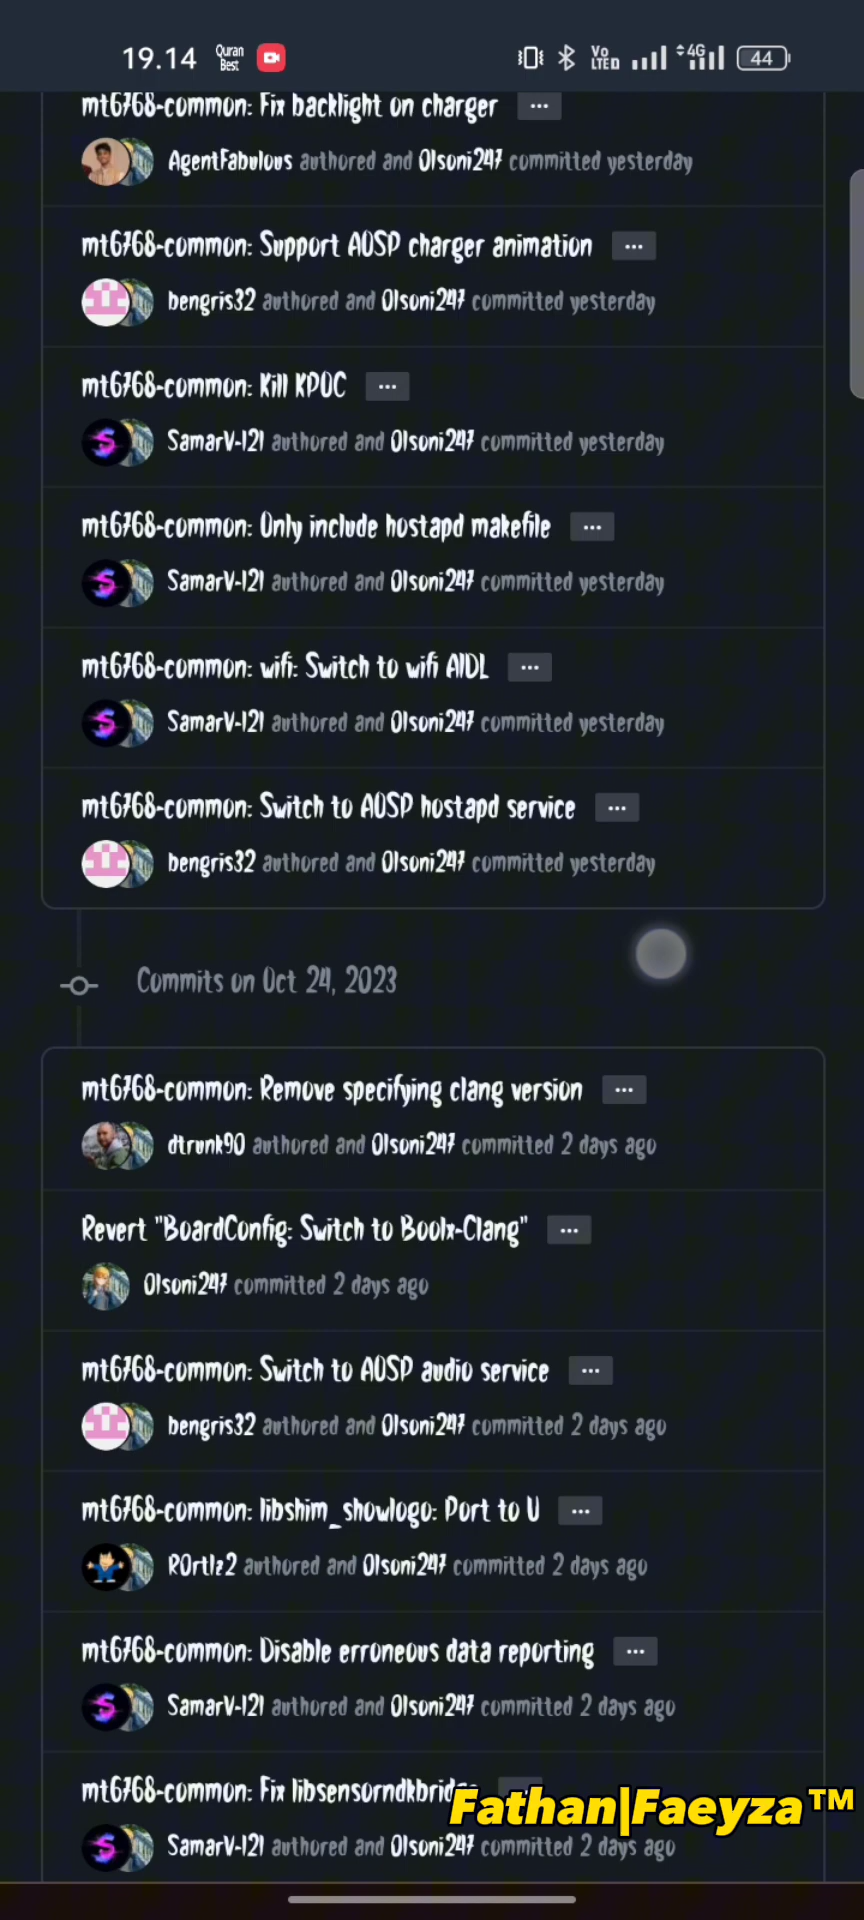 19.14 Quran Best Vo LTED 4G 44
mt6768-common: Fix backlight on charger ...
AgentFabulous authored and Olsoni247 committed yesterday
mt6768-common: Support AOSP charger animation ...
bengris32 authored and Olsoni247 committed yesterday
mt6768-common: Kill KPOC ...
SamarV-121 authored and Olsoni247 committed yesterday
mt6768-common: Only include hostapd makefile ...
SamarV-121 authored and Olsoni247 committed yesterday
mt6768-common: wifi: Switch to wifi AIDL ...
SamarV-121 authored and Olsoni247 committed yesterday
mt6768-common: Switch to AOSP hostapd service ...
bengris32 authored and Olsoni247 committed yesterday
Commits on Oct 24, 2023
mt6768-common: Remove specifying clang version ...
dtrunk90 authored and Olsoni247 committed 2 days ago
Revert "BoardConfig: Switch to Boolx-Clang" ...
Olsoni247 committed 2 days ago
mt6768-common: Switch to AOSP audio service ...
bengris32 authored and Olsoni247 committed 2 days ago
mt6768-common: libshim_showlogo: Port to U ...
R0rt1z2 authored and Olsoni247 committed 2 days ago
mt6768-common: Disable erroneous data reporting ...
SamarV-121 authored and Olsoni247 committed 2 days ago
mt6768-common: Fix libsensorndkbridge
Fathan|Faeyza™
SamarV-121 authored and Olsoni247 committed 2 days ago